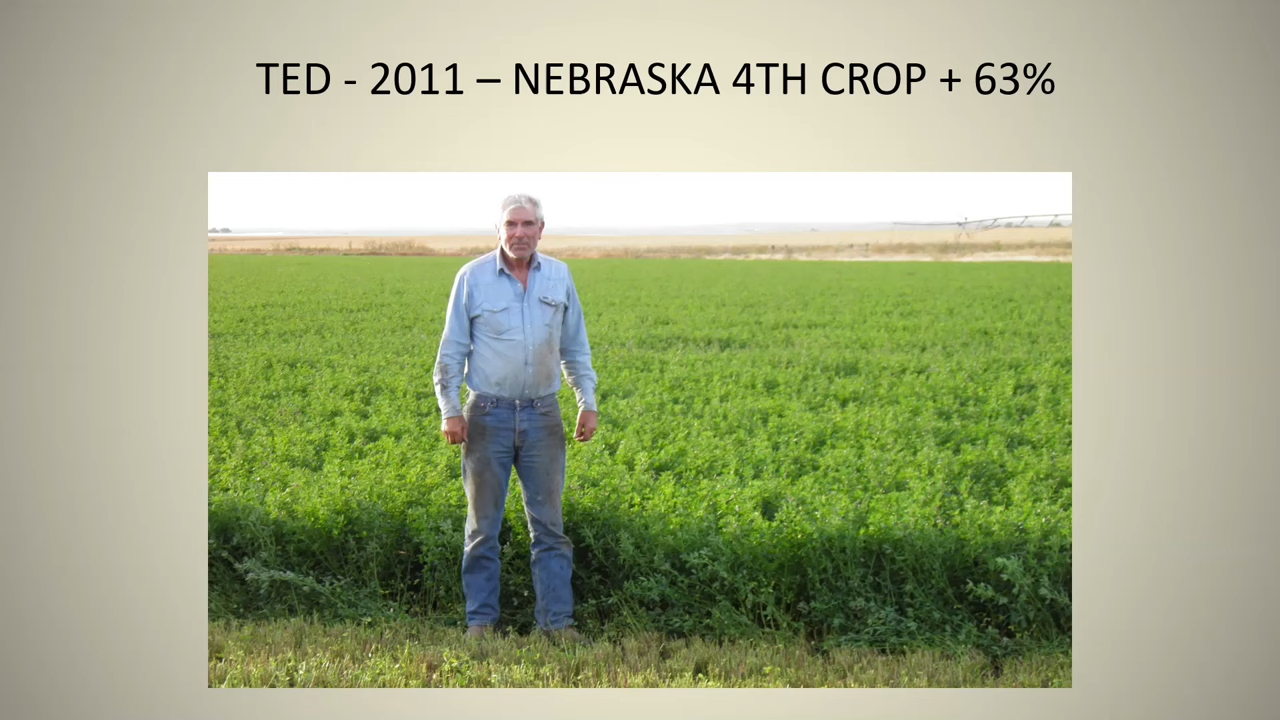 TED - 2011 – NEBRASKA 4TH CROP + 63%